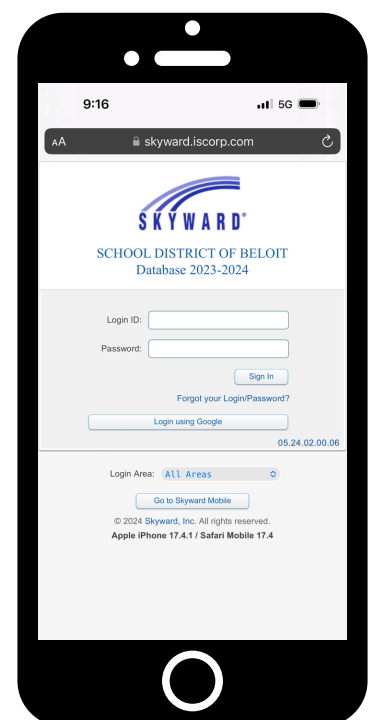 9:16
5G
AA
skyward.iscorp.com
SKYWARD®
SCHOOL DISTRICT OF BELOIT
Database 2023-2024
Login ID:
Password:
Sign In
Forgot your Login/Password?
Login using Google
05.24.02.00.06
Login Area: All Areas
Go to Skyward Mobile
© 2024 Skyward, Inc. All rights reserved.
Apple iPhone 17.4.1 / Safari Mobile 17.4